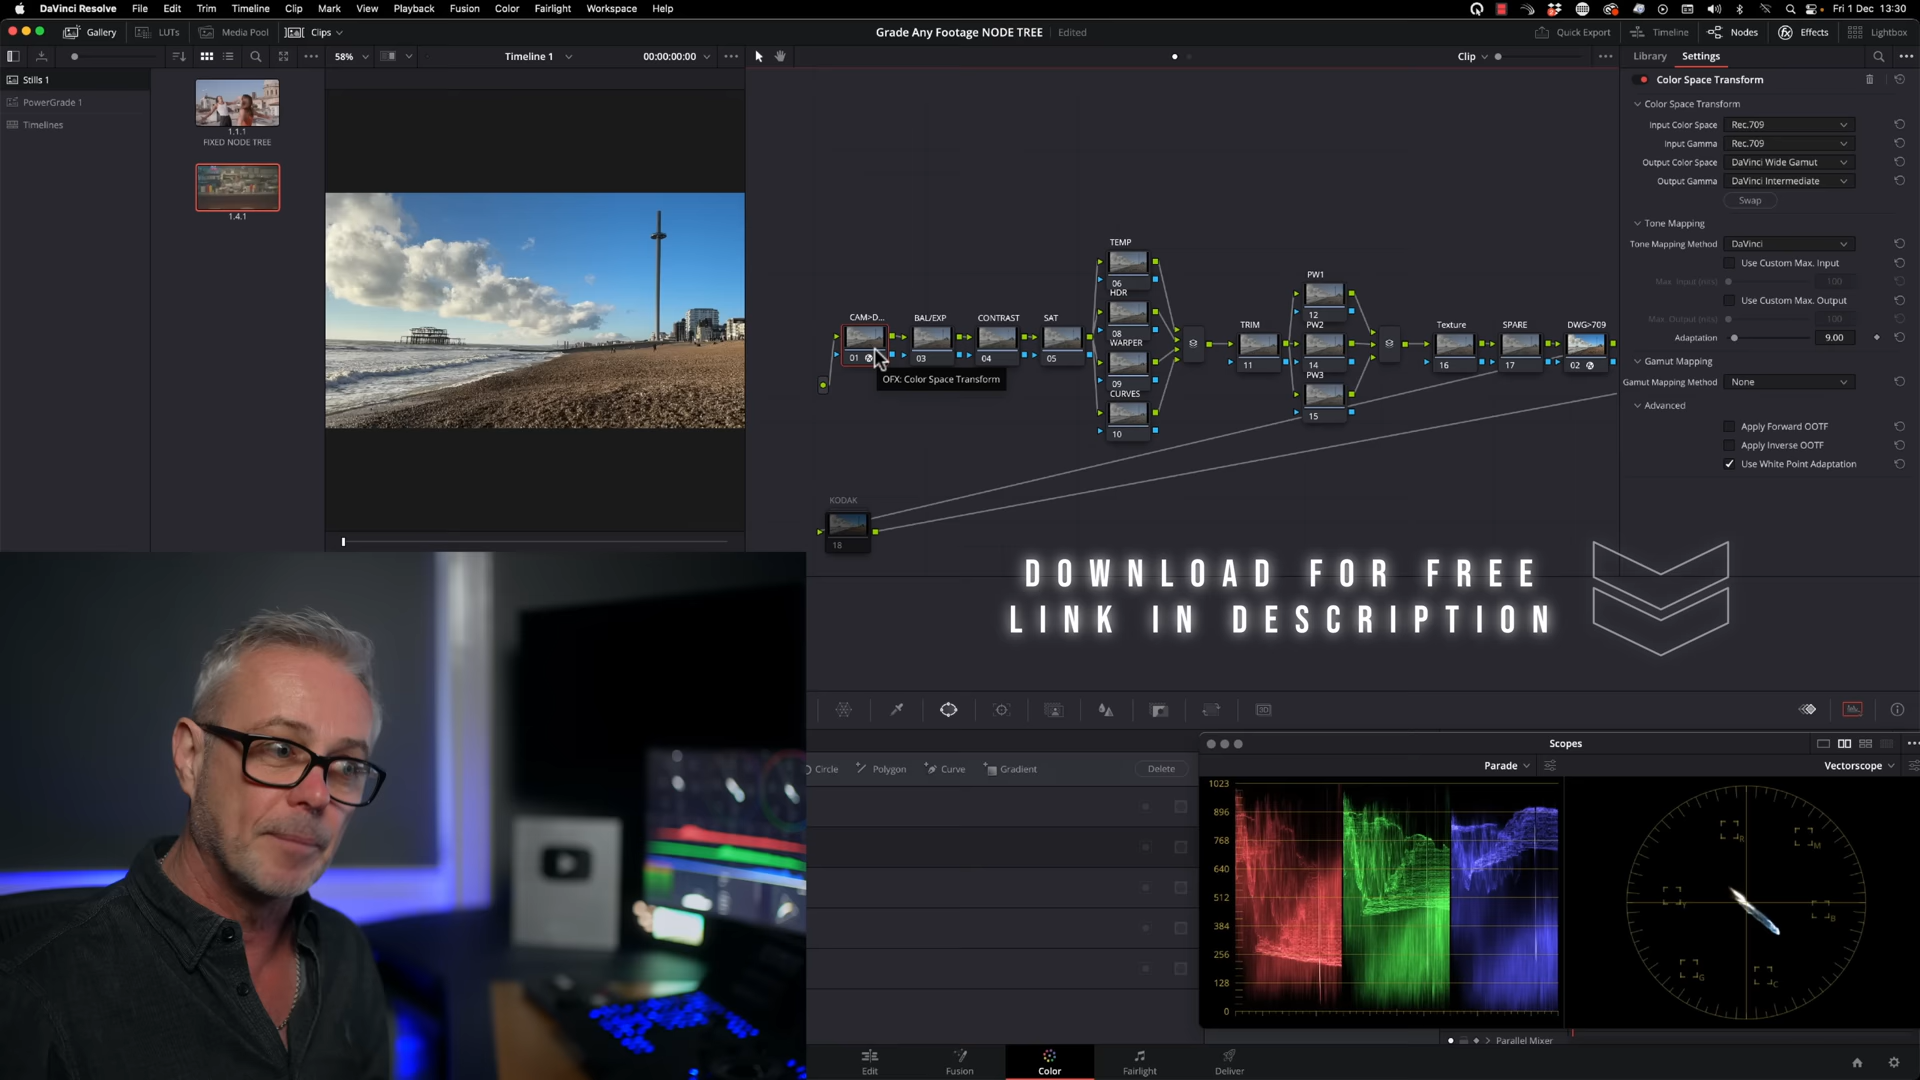 DaVinci Resolve File Edit Trim Timeline Clip Mark View Playback Fusion Color Fairlight Workspace Help
Fri 1 Dec 13:30
Gallery LUTs Media Pool Clips
Grade Any Footage NODE TREE Edited
Quick Export Timeline Nodes Effects Lightbox
58% Timeline 1 00:00:00:00 Clip
Library Settings
Stills 1
PowerGrade 1
Timelines
1.1.1
FIXED NODE TREE
1.4.1
Color Space Transform
Color Space Transform
Input Color Space Rec.709
Input Gamma Rec.709
Output Color Space DaVinci Wide Gamut
Output Gamma DaVinci Intermediate
Swap
Tone Mapping
Tone Mapping Method DaVinci
Use Custom Max. Input
Max. Input (nits) 100
Use Custom Max. Output
Max. Output (nits) 100
Adaptation 9.00
Gamut Mapping
Gamut Mapping Method None
Advanced
Apply Forward OOTF
Apply Inverse OOTF
Use White Point Adaptation
CAM>D...
01
BAL/EXP
03
CONTRAST
04
SAT
05
TEMP
06
HDR
08
WARPER
09
CURVES
10
TRIM
11
PW1
12
PW2
14
PW3
15
Texture
16
SPARE
17
DWG>709
02
OFX: Color Space Transform
KODAK
18
DOWNLOAD FOR FREE
LINK IN DESCRIPTION
Circle Polygon Curve Gradient Delete
Scopes
Parade Vectorscope
1023
896
768
640
512
384
256
128
0
R
M
B
C
G
Y
Parallel Mixer
Edit Fusion Color Fairlight Deliver